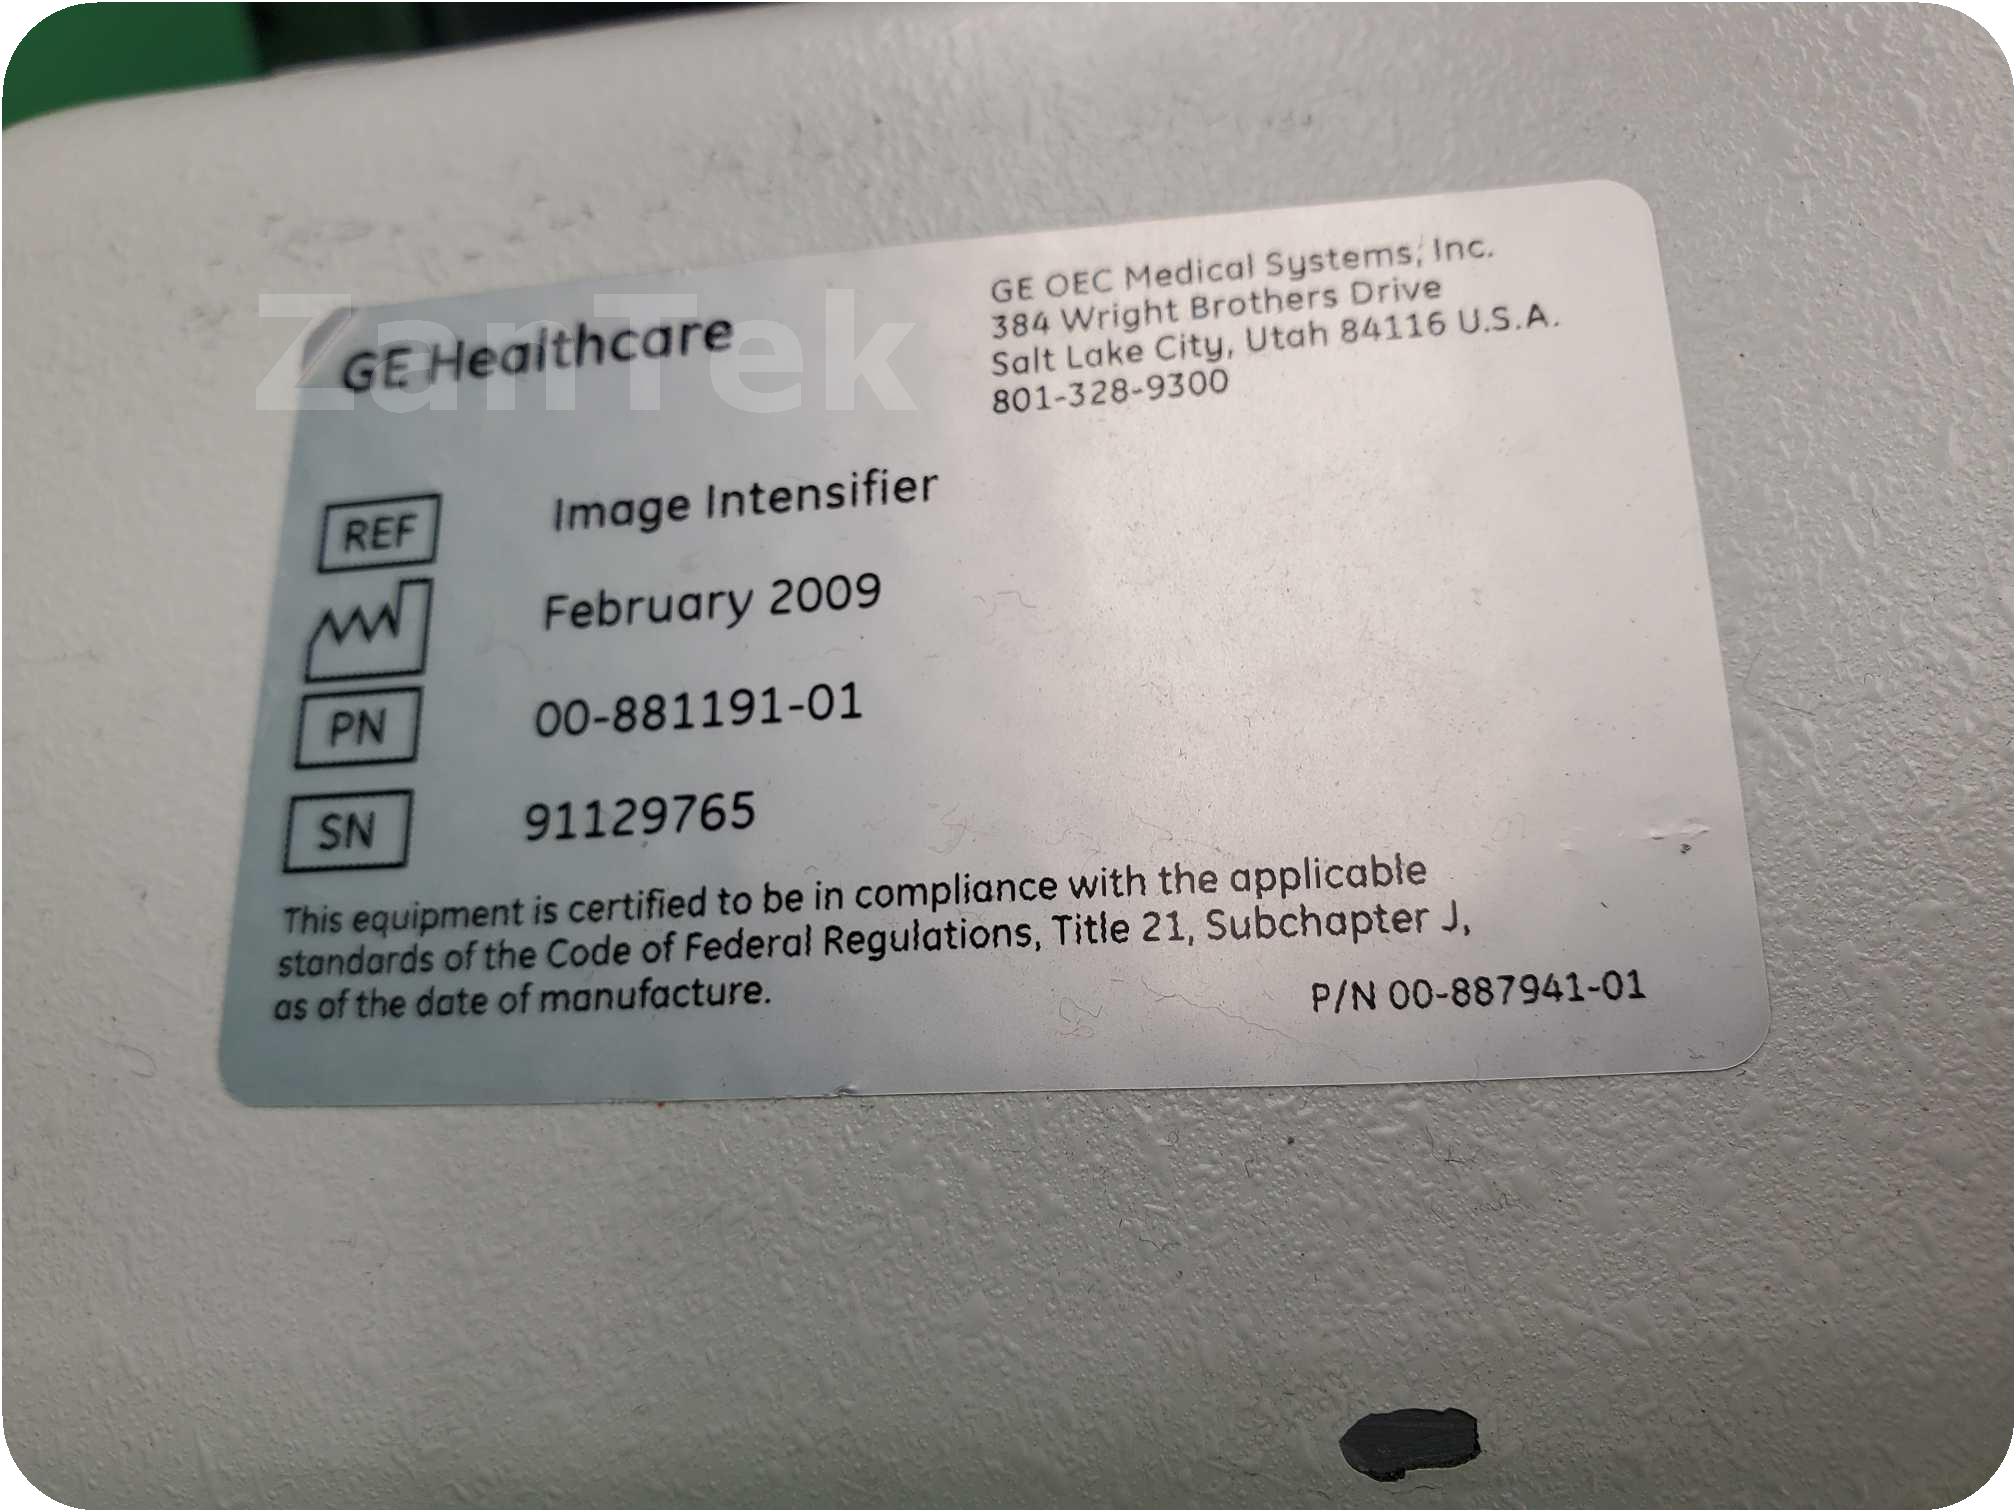 ZanTek
GE Healthcare
GE OEC Medical Systems, Inc.
384 Wright Brothers Drive
Salt Lake City, Utah 84116 U.S.A.
801-328-9300
REF Image Intensifier
February 2009
PN 00-881191-01
SN 91129765
This equipment is certified to be in compliance with the applicable
standards of the Code of Federal Regulations, Title 21, Subchapter J,
as of the date of manufacture.
P/N 00-887941-01